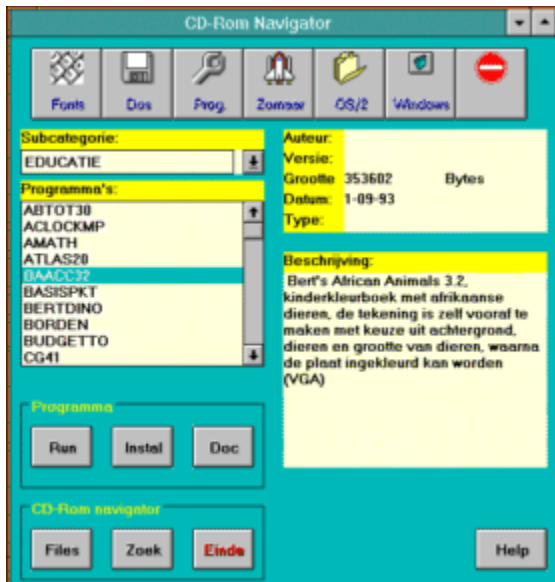 CD-Rom Navigator
Fonts Dos Prog. Zomaar OS/2 Windows
Subcategorie:
EDUCATIE
Programma's:
ABTOT30
ACLOCKMP
AMATH
ATLAS20
BAACC32
BASISPKT
BERTDINO
BORDEN
BUDGETTO
CG41
Auteur:
Versie:
Grootte 353602 Bytes
Datum: 1-09-93
Type:
Beschrijving:
Bert's African Animals 3.2,
kinderkleurboek met afrikaanse
dieren, de tekening is zelf vooraf te
maken met keuze uit achtergrond,
dieren en grootte van dieren, waarna
de plaat ingekleurd kan worden
(VGA)
Programma
Run Instal Doc
CD-Rom navigator
Files Zoek Einde
Help